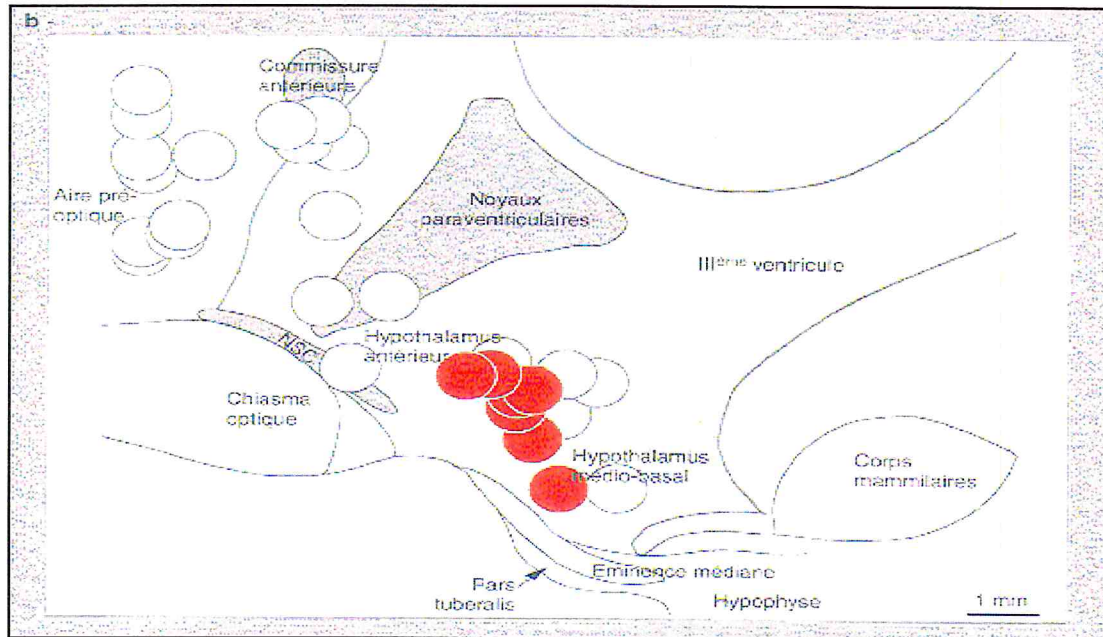 b
Commissure
antérieure
Aire pré-
optique
Noyaux
paraventriculaires
IIIème ventricule
NSC
Hypothalamus
antérieur
Chiasma
optique
Hypothalamus
médio-basal
Corps
mammilaires
Pars
tuberalis
Eminence médiane
Hypophyse
1 mm